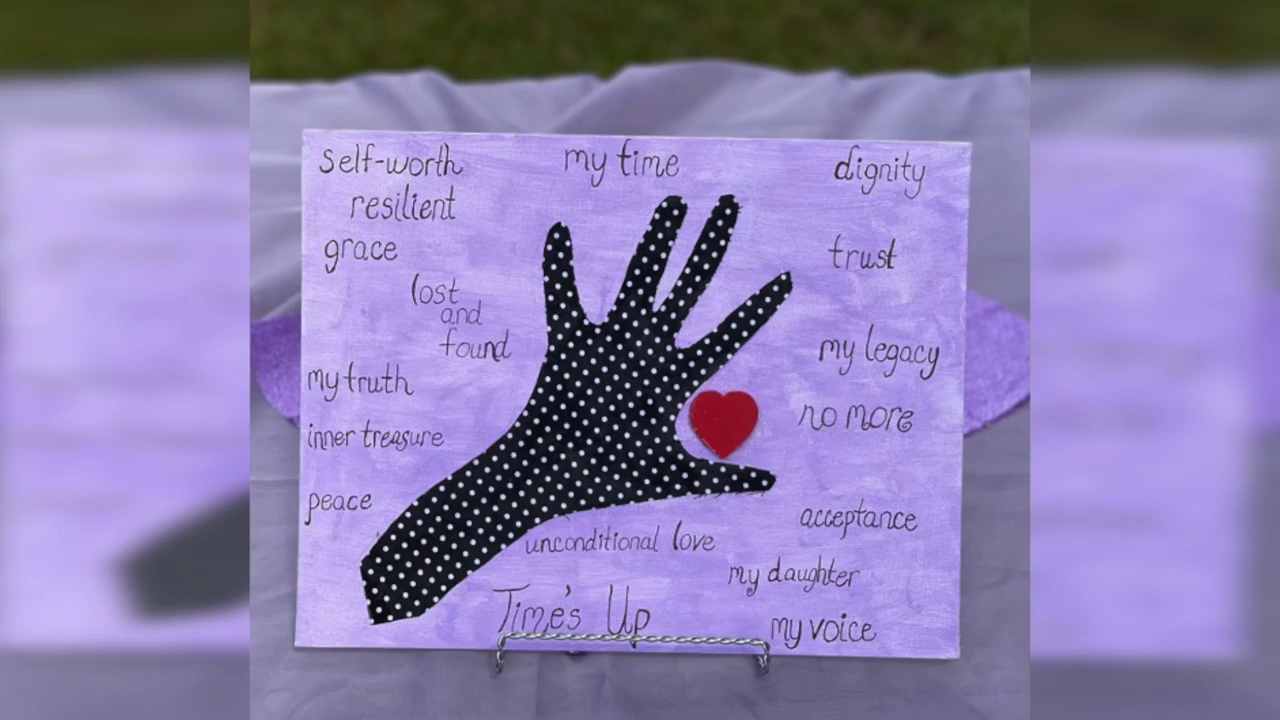 self-worth
my time
dignity
resilient
grace
trust
lost
and
found
my legacy
my truth
no more
inner treasure
peace
acceptance
unconditional love
my daughter
Time's Up
my voice